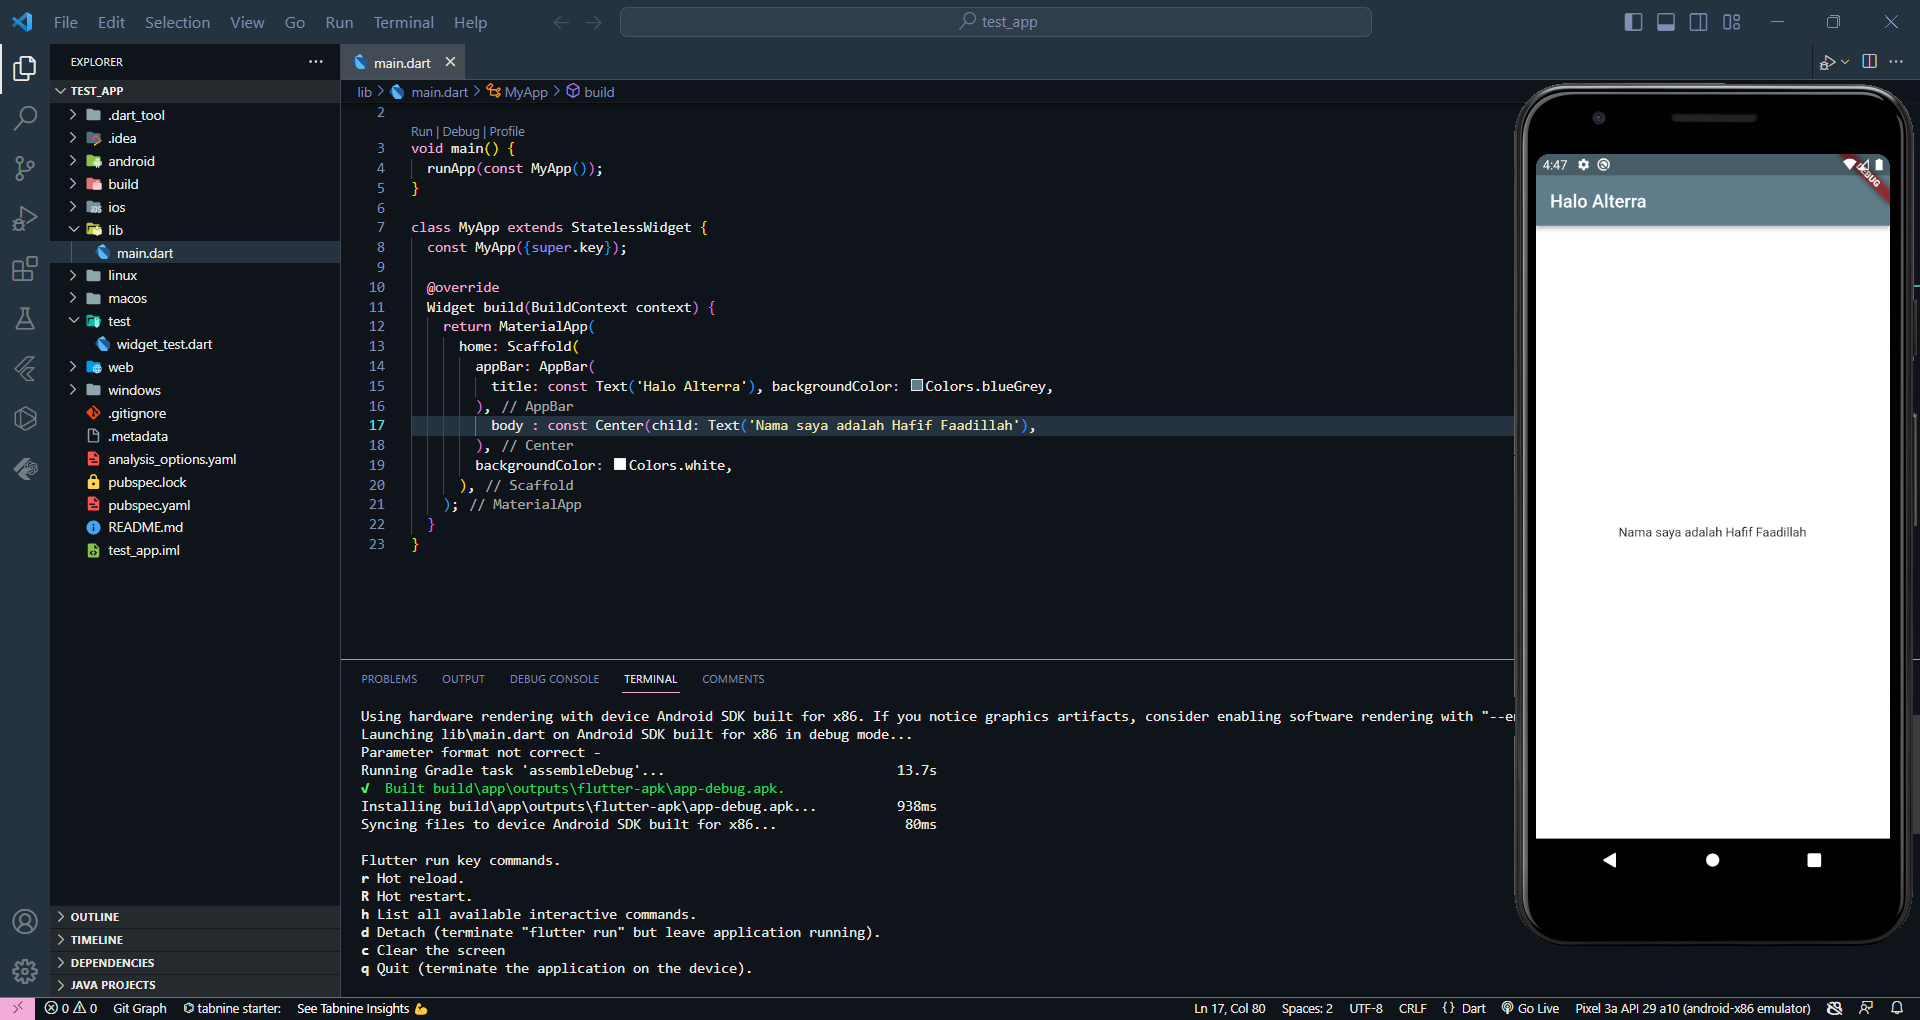 File Edit Selection View Go Run Terminal Help
test_app
EXPLORER
TEST_APP
.dart_tool
.idea
android
build
ios
lib
main.dart
linux
macos
test
widget_test.dart
web
windows
.gitignore
.metadata
analysis_options.yaml
pubspec.lock
pubspec.yaml
README.md
test_app.iml
OUTLINE
TIMELINE
DEPENDENCIES
JAVA PROJECTS
main.dart
lib > main.dart > MyApp > build
2
Run | Debug | Profile
3 void main() {
4 runApp(const MyApp());
5 }
6
7 class MyApp extends StatelessWidget {
8 const MyApp({super.key});
9
10 @override
11 Widget build(BuildContext context) {
12 return MaterialApp(
13 home: Scaffold(
14 appBar: AppBar(
15 title: const Text('Halo Alterra'), backgroundColor: Colors.blueGrey,
16 ), // AppBar
17 body : const Center(child: Text('Nama saya adalah Hafif Faadillah'),
18 ), // Center
19 backgroundColor: Colors.white,
20 ), // Scaffold
21 ); // MaterialApp
22 }
23 }
PROBLEMS OUTPUT DEBUG CONSOLE TERMINAL COMMENTS
Using hardware rendering with device Android SDK built for x86. If you notice graphics artifacts, consider enabling software rendering with "--en
Launching lib\main.dart on Android SDK built for x86 in debug mode...
Parameter format not correct -
Running Gradle task 'assembleDebug'... 13.7s
√ Built build\app\outputs\flutter-apk\app-debug.apk.
Installing build\app\outputs\flutter-apk\app-debug.apk... 938ms
Syncing files to device Android SDK built for x86... 80ms
Flutter run key commands.
r Hot reload.
R Hot restart.
h List all available interactive commands.
d Detach (terminate "flutter run" but leave application running).
c Clear the screen
q Quit (terminate the application on the device).
4:47
DEBUG
Halo Alterra
Nama saya adalah Hafif Faadillah
0 0 Git Graph tabnine starter: See Tabnine Insights 💪 Ln 17, Col 80 Spaces: 2 UTF-8 CRLF {} Dart Go Live Pixel 3a API 29 a10 (android-x86 emulator)